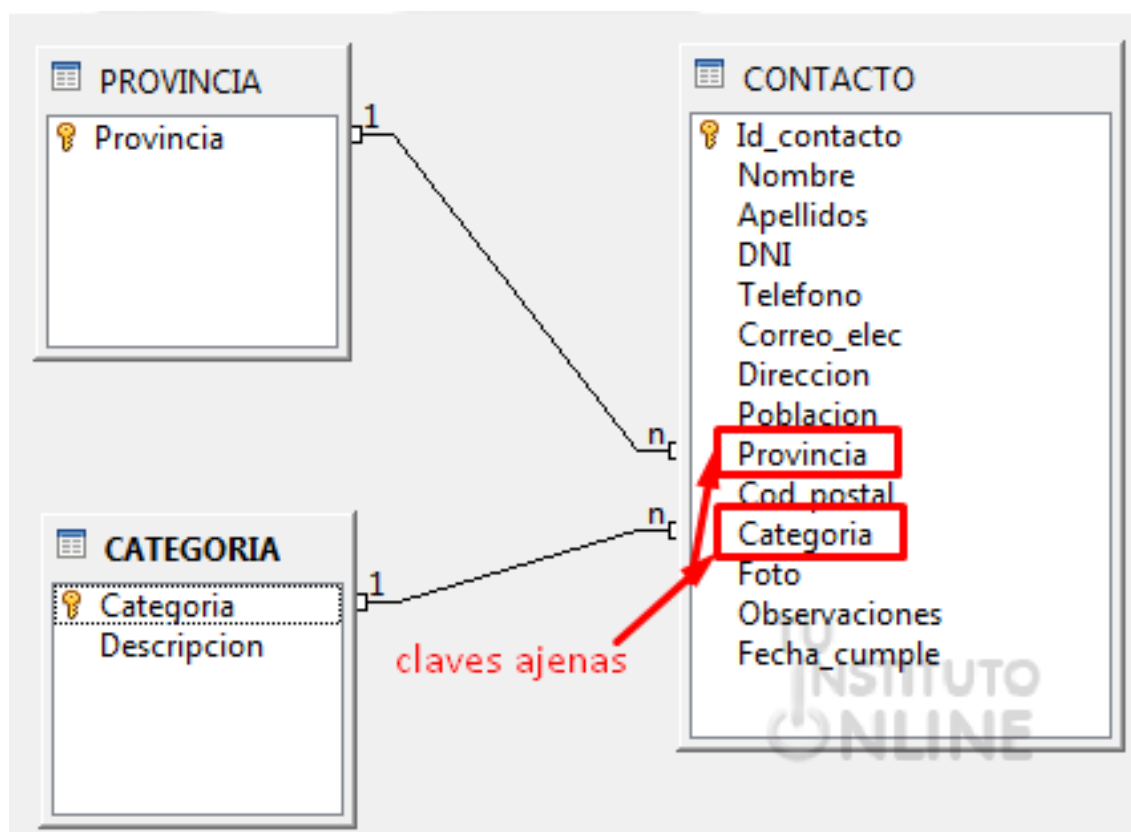 PROVINCIA
Provincia
1
CATEGORIA
Categoria
Descripcion
1
claves ajenas
n
n
CONTACTO
Id_contacto
Nombre
Apellidos
DNI
Telefono
Correo_elec
Direccion
Poblacion
Provincia
Cod_postal
Categoria
Foto
Observaciones
Fecha_cumple
TU
INSTITUTO
ONLINE